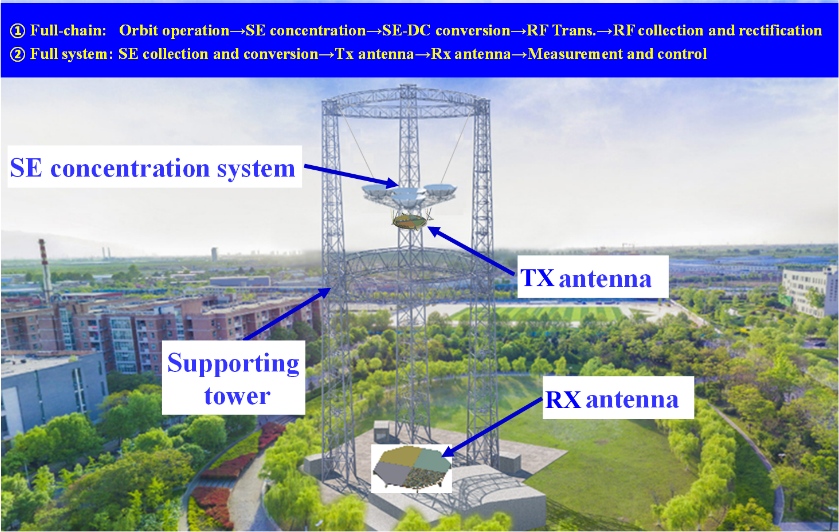 ① Full-chain: Orbit operation→SE concentration→SE-DC conversion→RF Trans.→RF collection and rectification
② Full system: SE collection and conversion→Tx antenna→Rx antenna→Measurement and control
SE concentration system
TX antenna
Supporting
tower
RX antenna